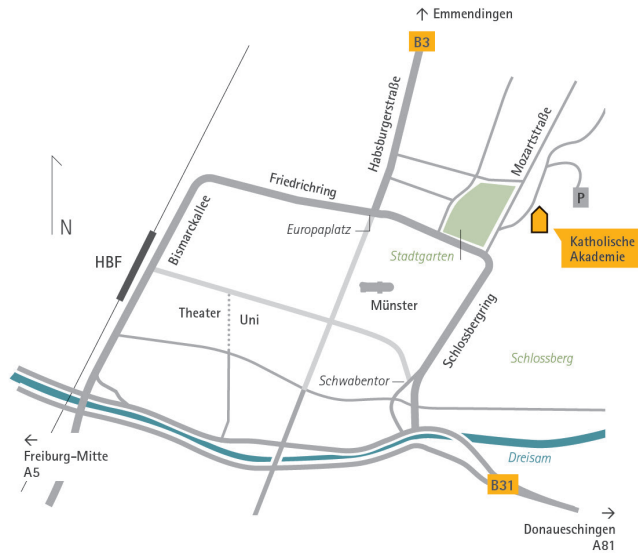 ↑ Emmendingen
B3
Habsburgerstraße
Mozartstraße
Friedrichring
P
N
Europaplatz
Bismarckallee
Stadtgarten
Katholische
Akademie
HBF
Münster
Theater
Uni
Schlossbergring
Schlossberg
Schwabentor
←
Freiburg-Mitte
A5
Dreisam
B31
→
Donaueschingen
A81